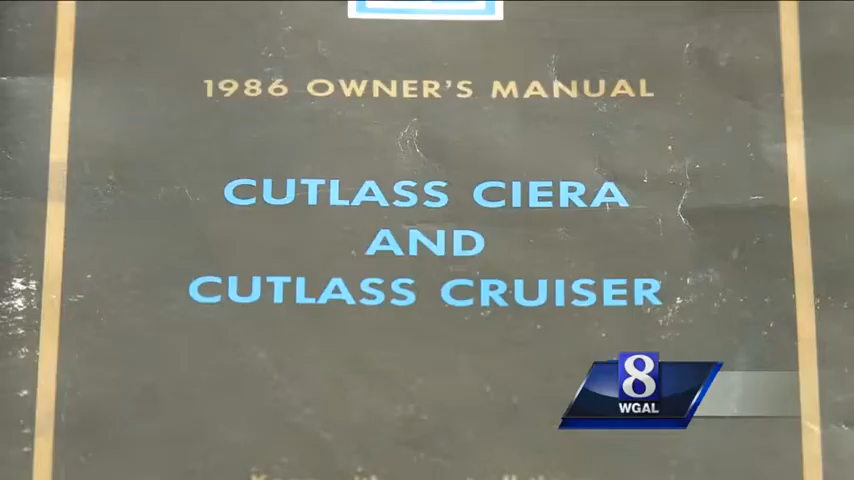 1986 OWNER'S MANUAL
CUTLASS CIERA
AND
CUTLASS CRUISER
8
WGAL